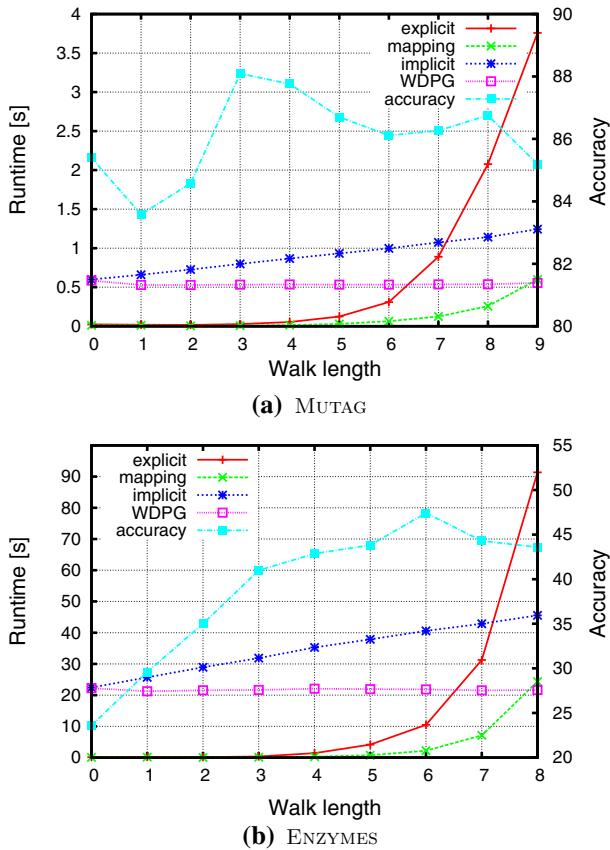 explicit
mapping
implicit
WDPG
accuracy
Runtime [s]
4
3.5
3
2.5
2
1.5
1
0.5
0
Accuracy
90
88
86
84
82
80
0 1 2 3 4 5 6 7 8 9
Walk length
(a) MUTAG
explicit
mapping
implicit
WDPG
accuracy
Runtime [s]
90
80
70
60
50
40
30
20
10
0
Accuracy
55
50
45
40
35
30
25
20
0 1 2 3 4 5 6 7 8
Walk length
(b) ENZYMES